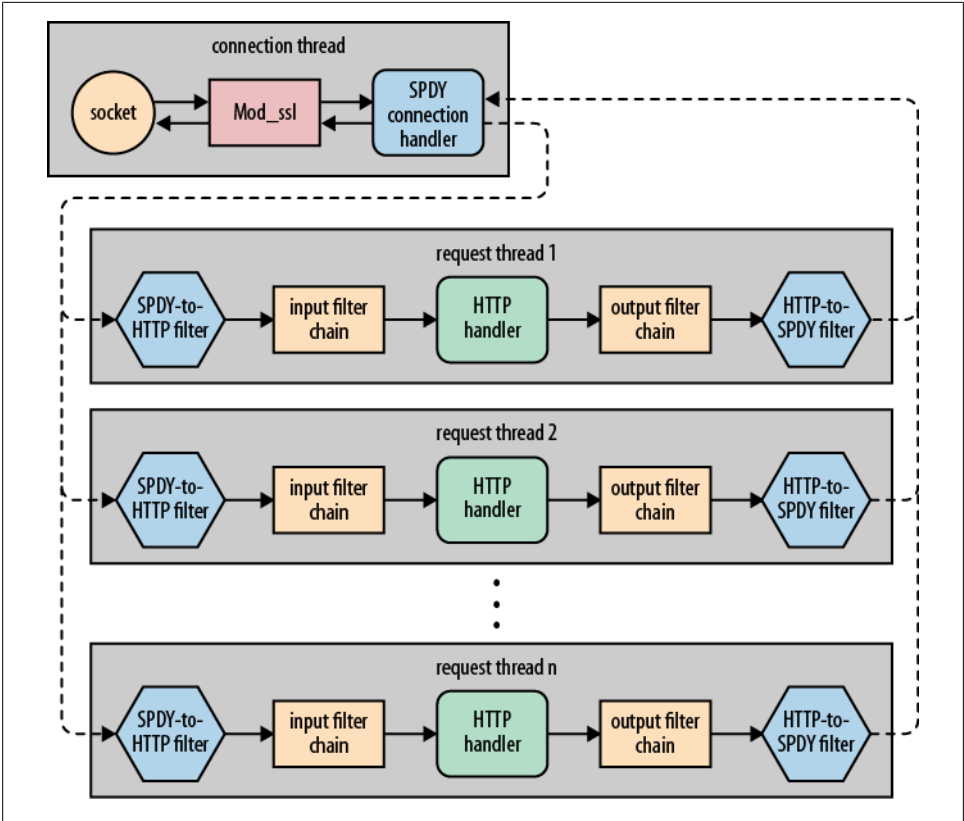 connection thread
socket
Mod_ssl
SPDY
connection
handler
request thread 1
SPDY-to-
HTTP filter
input filter
chain
HTTP
handler
output filter
chain
HTTP-to-
SPDY filter
request thread 2
SPDY-to-
HTTP filter
input filter
chain
HTTP
handler
output filter
chain
HTTP-to-
SPDY filter
request thread n
SPDY-to-
HTTP filter
input filter
chain
HTTP
handler
output filter
chain
HTTP-to-
SPDY filter